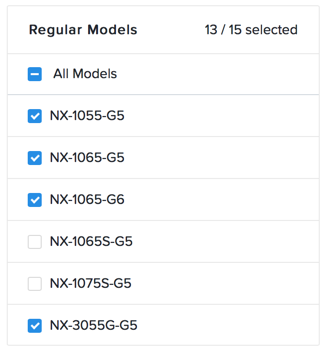 Regular Models 13 / 15 selected
All Models
NX-1055-G5
NX-1065-G5
NX-1065-G6
NX-1065S-G5
NX-1075S-G5
NX-3055G-G5